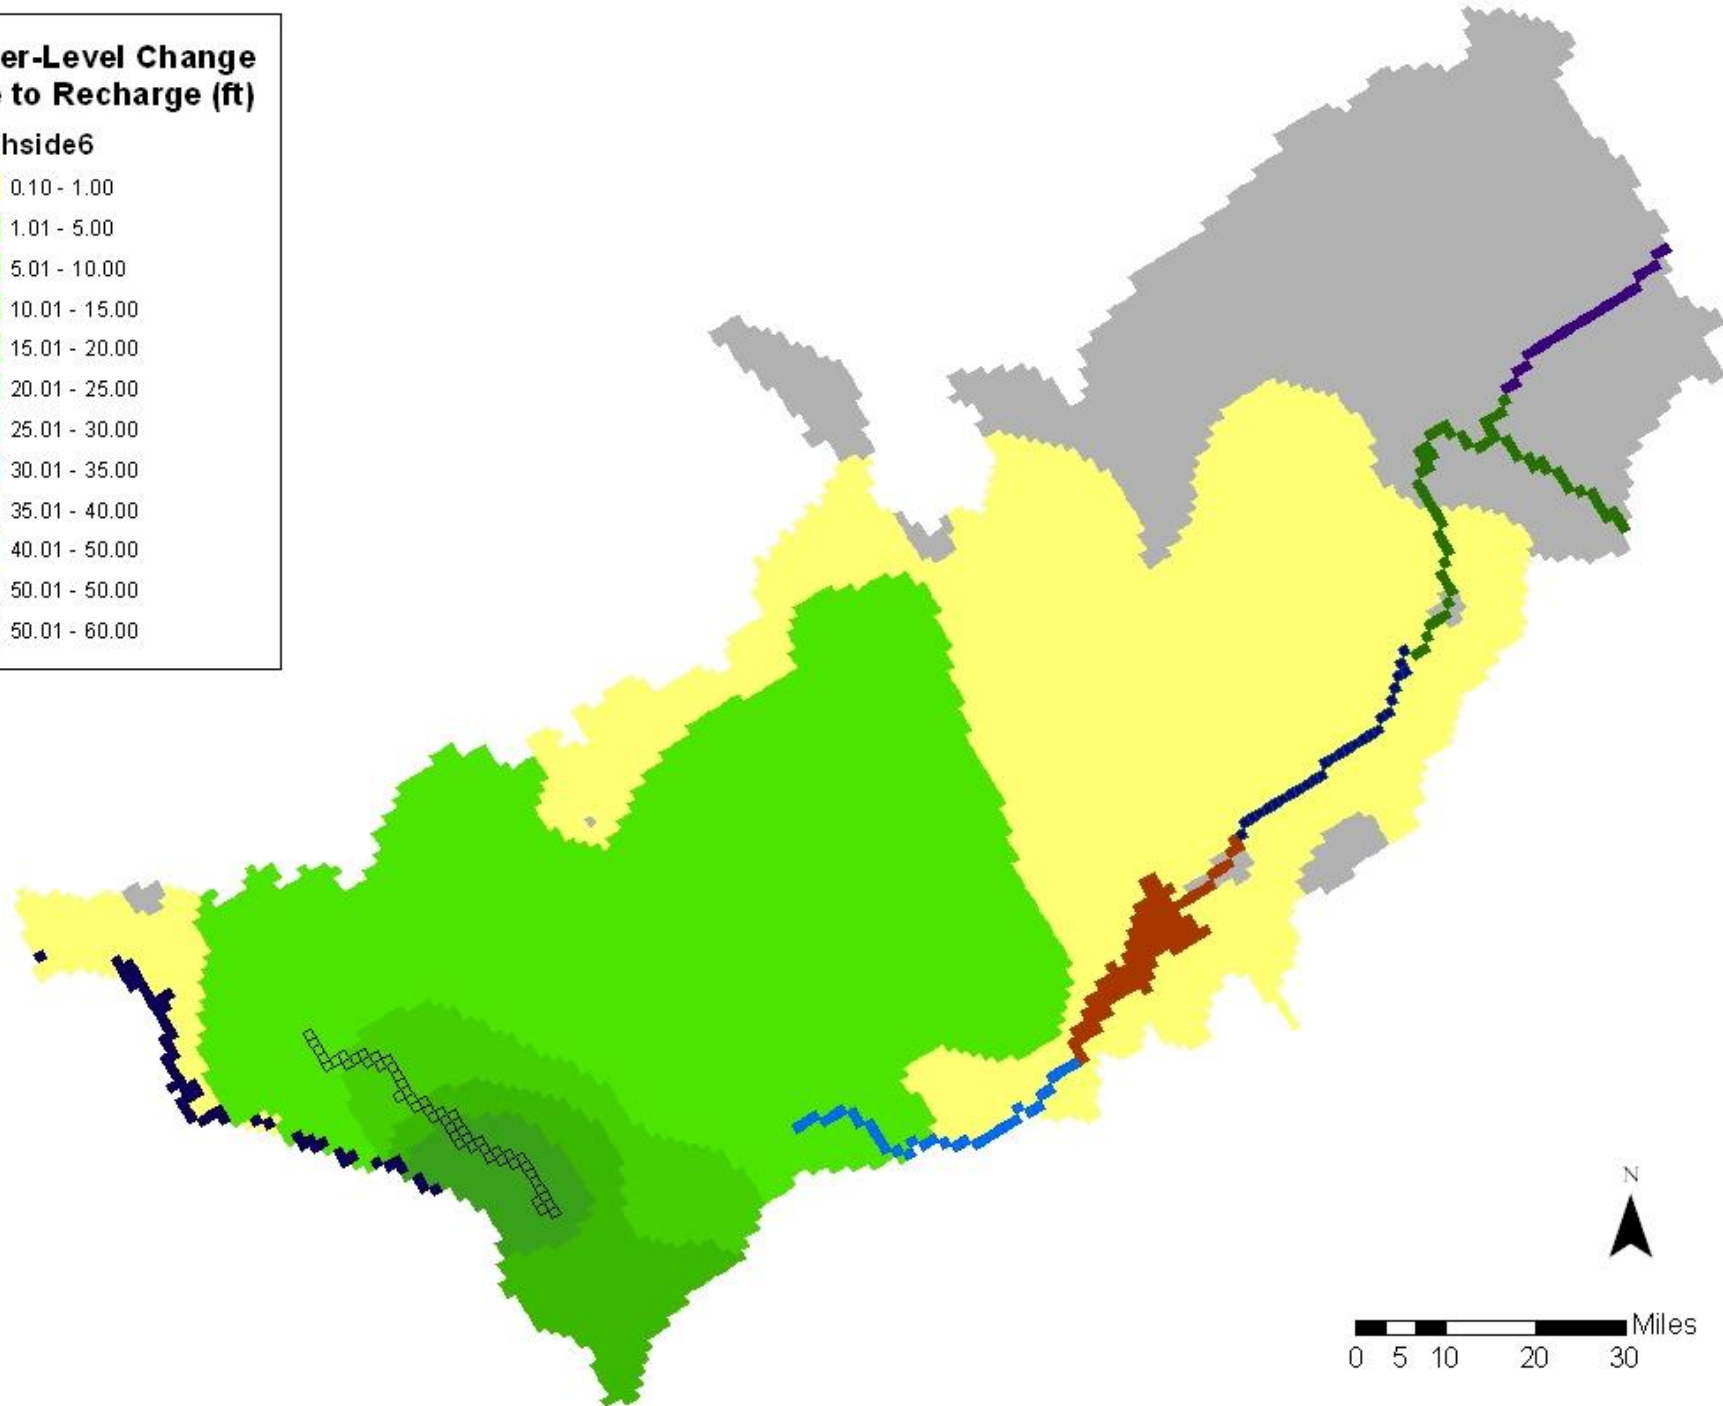 er-Level Change
to Recharge (ft)
hside6
0.10 - 1.00
1.01 - 5.00
5.01 - 10.00
10.01 - 15.00
15.01 - 20.00
20.01 - 25.00
25.01 - 30.00
30.01 - 35.00
35.01 - 40.00
40.01 - 50.00
50.01 - 50.00
50.01 - 60.00
N
Miles
0 5 10 20 30